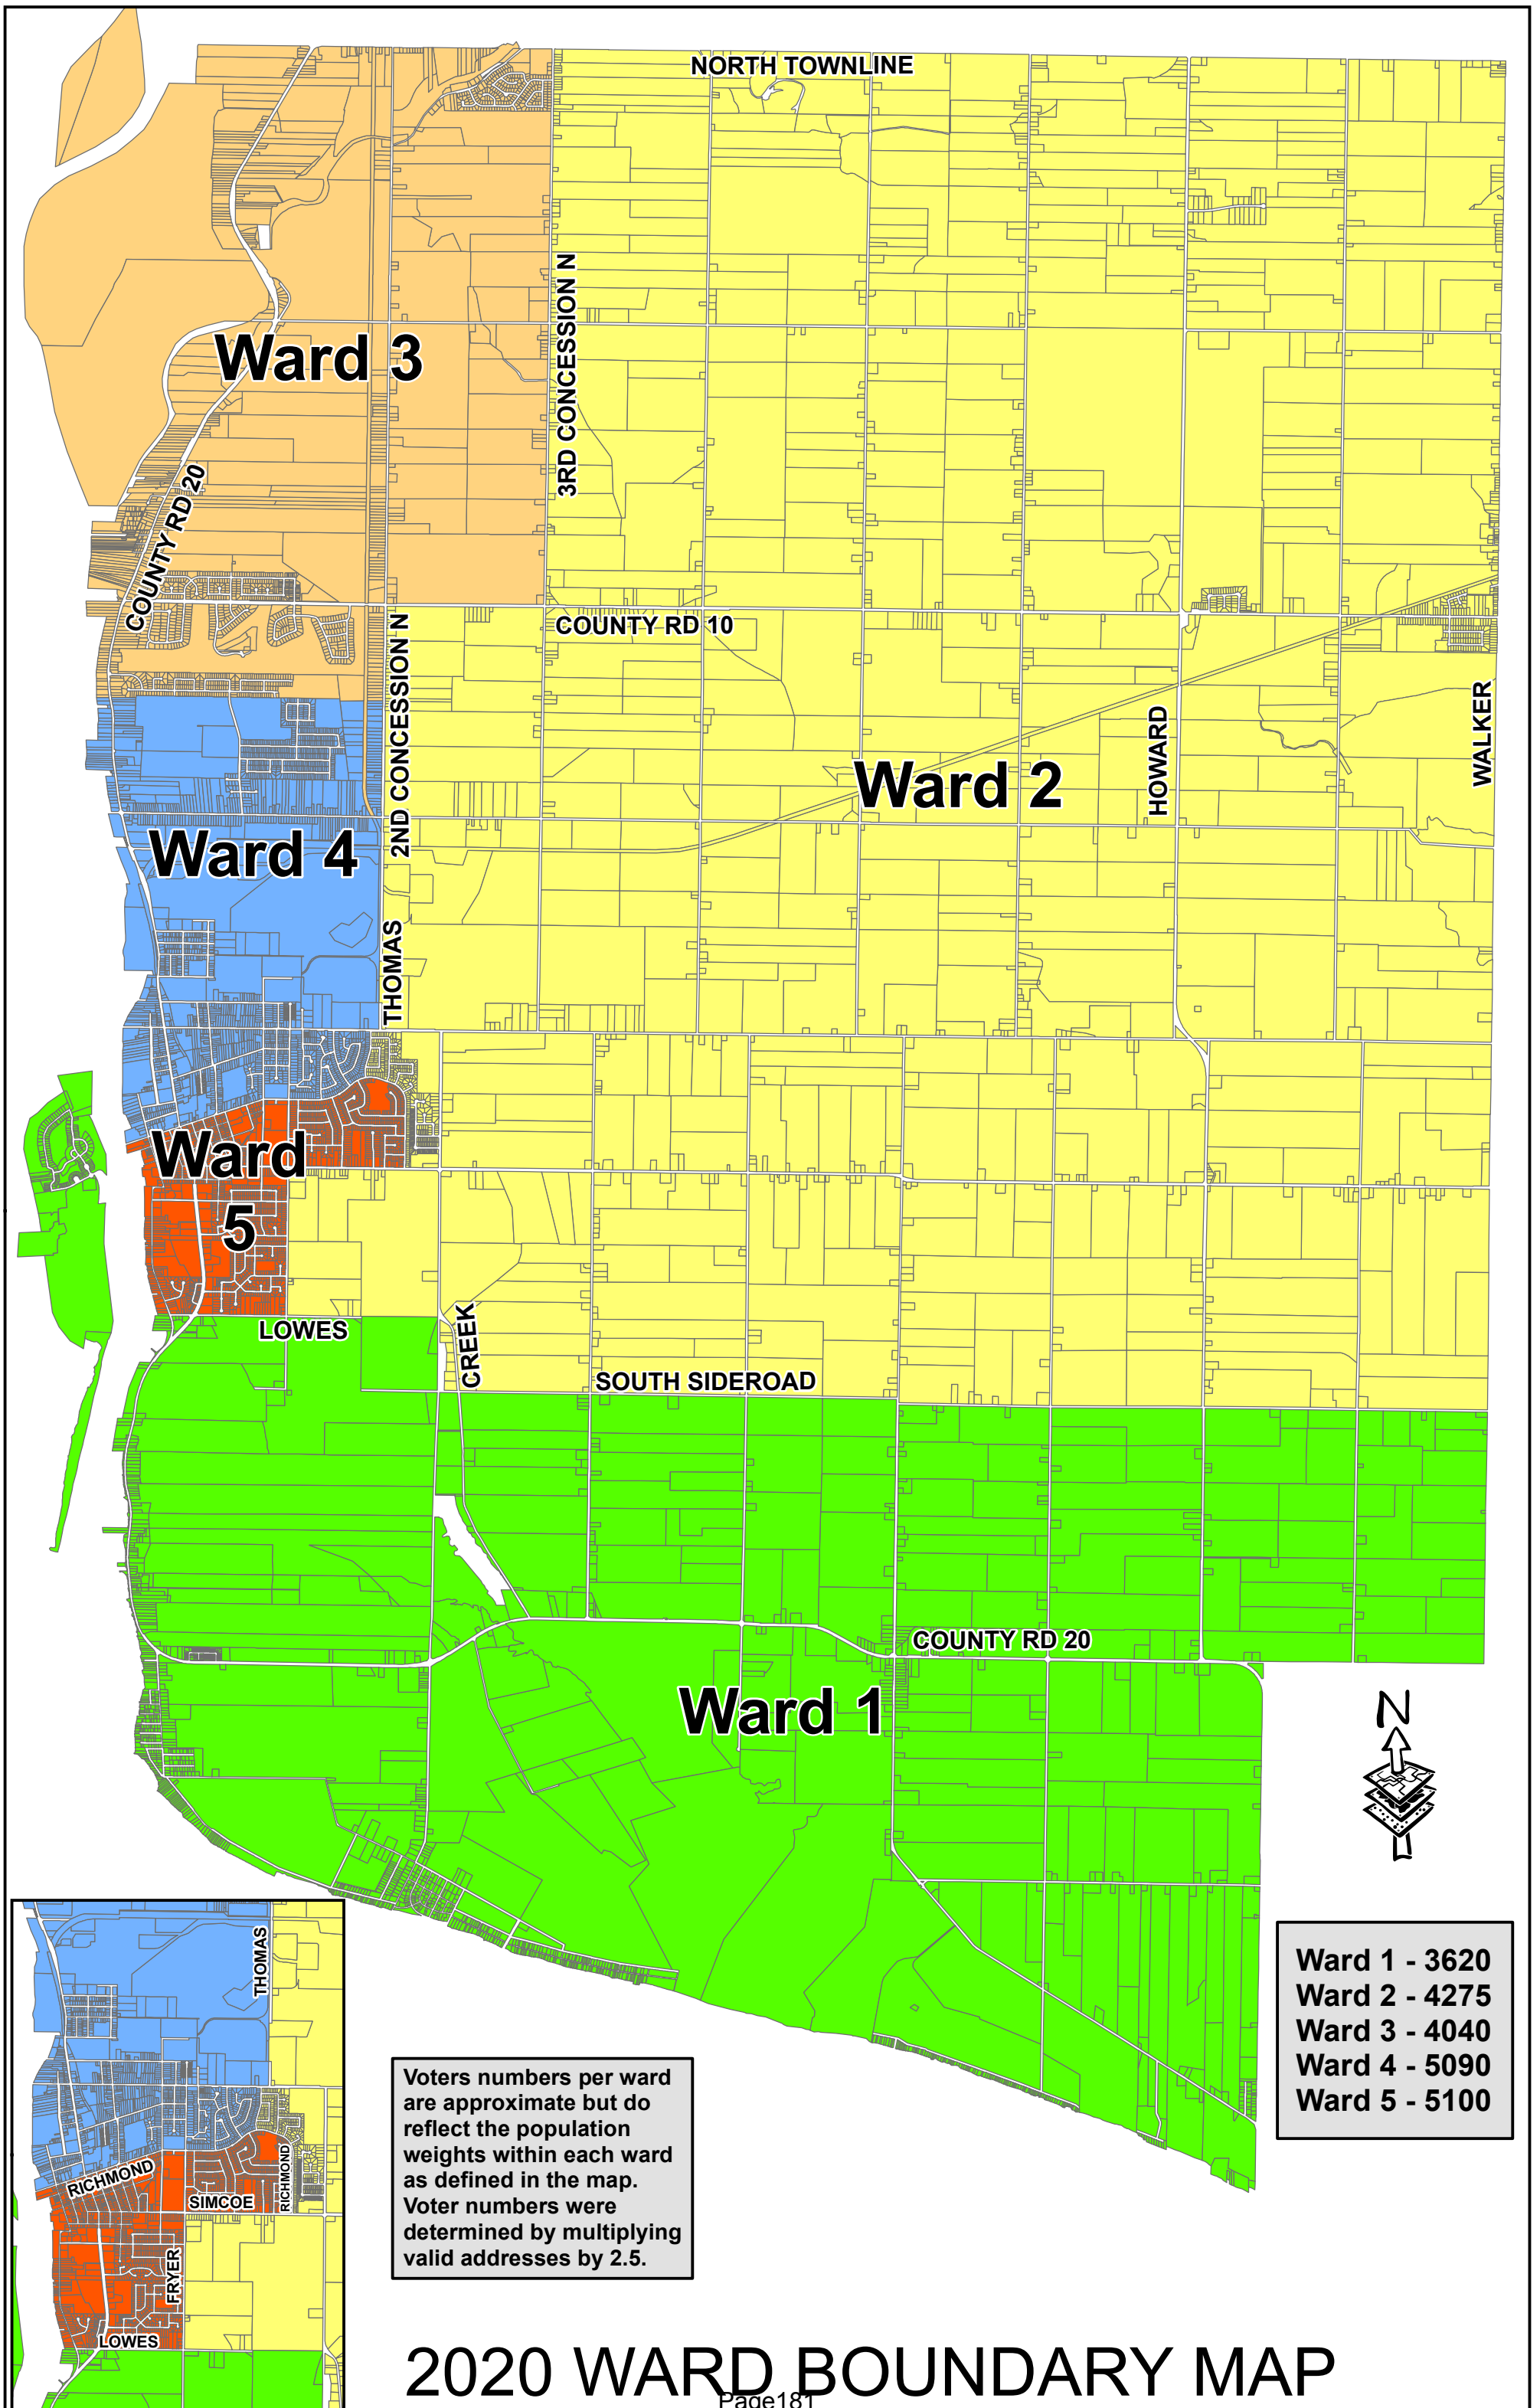 NORTH TOWNLINE
3RD CONCESSION N
Ward 3
COUNTY RD 20
COUNTY RD 10
2ND CONCESSION N
WALKER
HOWARD
Ward 2
Ward 4
THOMAS
Ward
5
LOWES
CREEK
SOUTH SIDEROAD
COUNTY RD 20
Ward 1
N
THOMAS
RICHMOND
SIMCOE
RICHMOND
FRYER
LOWES
Voters numbers per ward
are approximate but do
reflect the population
weights within each ward
as defined in the map.
Voter numbers were
determined by multiplying
valid addresses by 2.5.
Ward 1 - 3620
Ward 2 - 4275
Ward 3 - 4040
Ward 4 - 5090
Ward 5 - 5100
2020 WARD BOUNDARY MAP
Page181